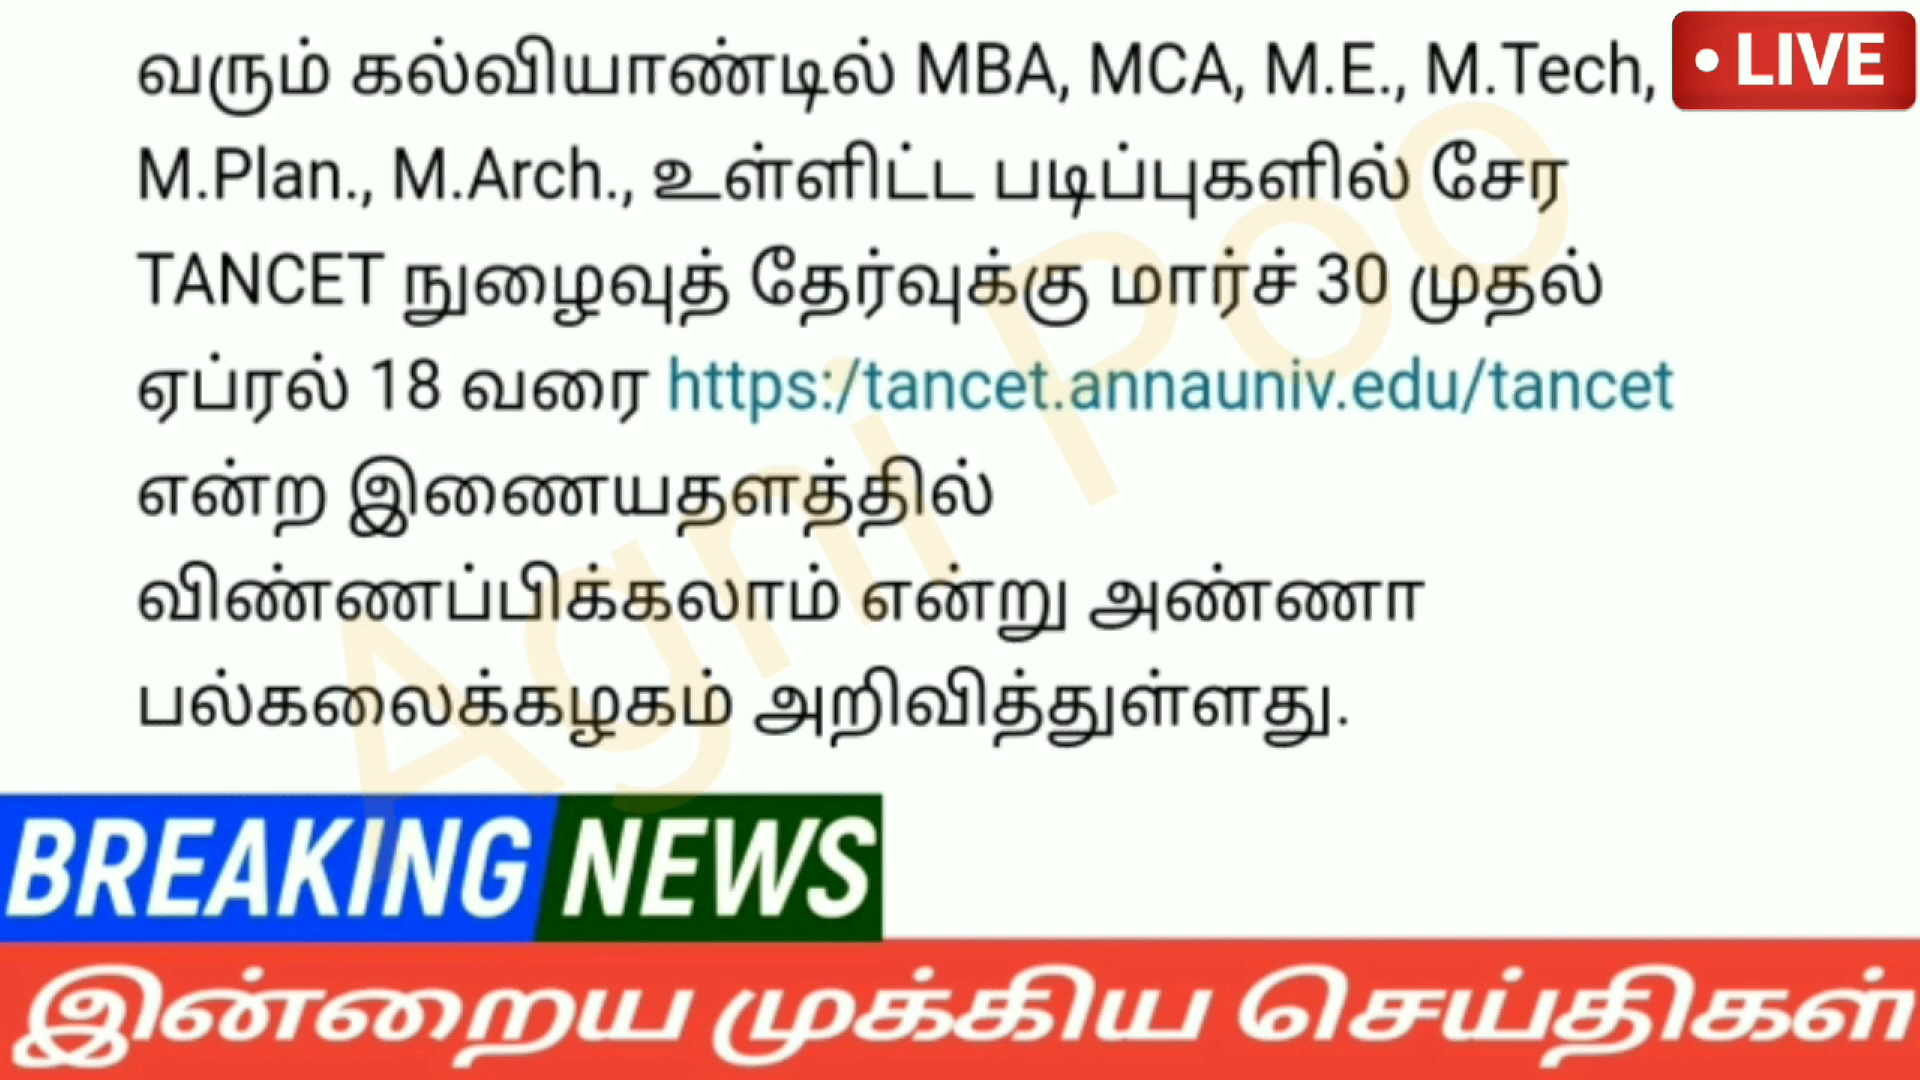 வரும் கல்வியாண்டில் MBA, MCA, M.E., M.Tech,
• LIVE
M.Plan., M.Arch., உள்ளிட்ட படிப்புகளில் சேர
TANCET நுழைவுத் தேர்வுக்கு மார்ச் 30 முதல்
ஏப்ரல் 18 வரை https:/tancet.annauniv.edu/tancet
என்ற இணையதளத்தில்
விண்ணப்பிக்கலாம் என்று அண்ணா
பல்கலைக்கழகம் அறிவித்துள்ளது.
Agni Poo
BREAKING NEWS
இன்றைய முக்கிய செய்திகள்